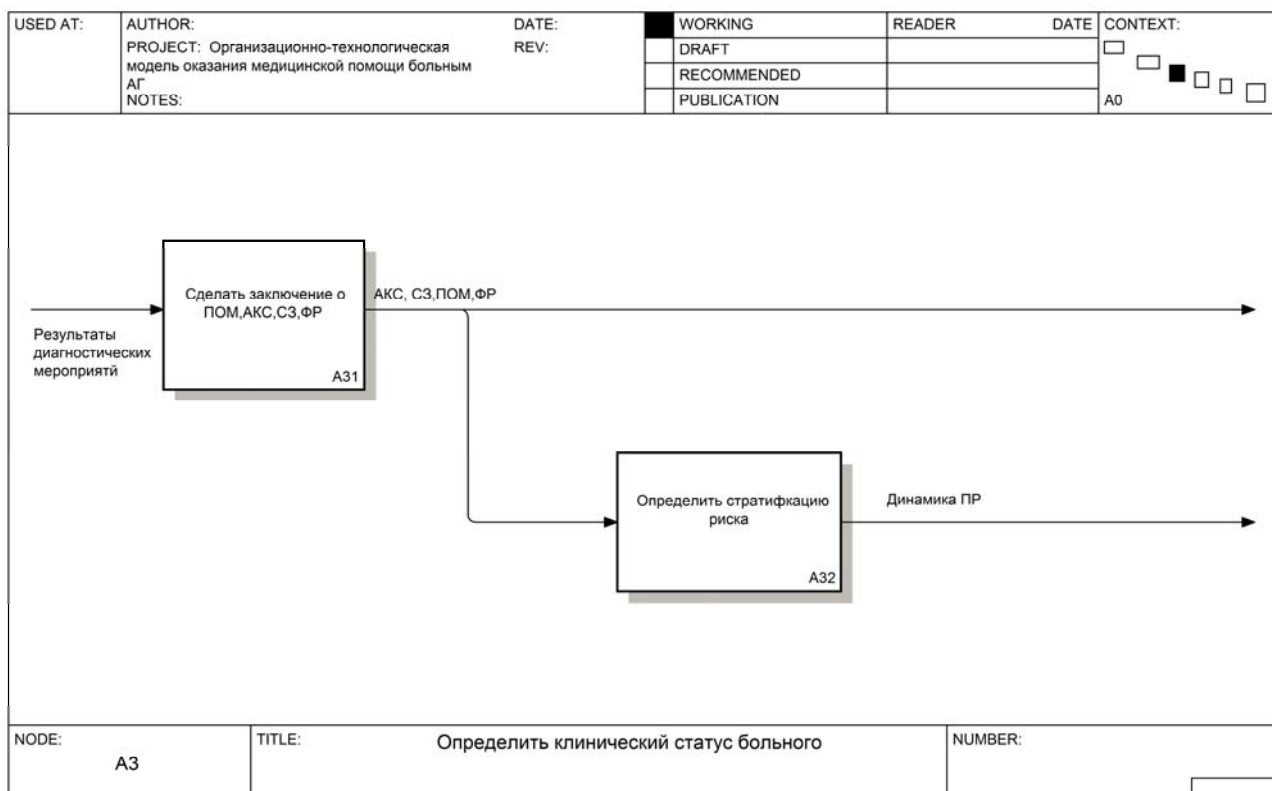 USED AT:
AUTHOR:
DATE:
WORKING
READER
DATE
CONTEXT:
PROJECT: Организационно-технологическая
REV:
DRAFT
модель оказания медицинской помощи больным
RECOMMENDED
АГ
NOTES:
PUBLICATION
A0
Сделать заключение о
ПОМ,АКС,СЗ,ФР
A31
АКС, СЗ,ПОМ,ФР
Результаты
диагностических
мероприятй
Определить стратифкацию
риска
A32
Динамика ПР
NODE:
A3
TITLE:
Определить клинический статус больного
NUMBER: